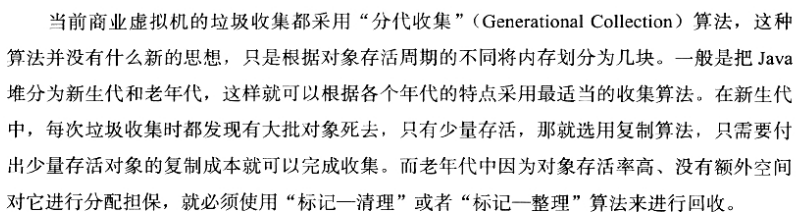 当前商业虚拟机的垃圾收集都采用“分代收集”（Generational Collection）算法，这种
算法并没有什么新的思想，只是根据对象存活周期的不同将内存划分为几块。一般是把 Java
堆分为新生代和老年代，这样就可以根据各个年代的特点采用最适当的收集算法。在新生代
中，每次垃圾收集时都发现有大批对象死去，只有少量存活，那就选用复制算法，只需要付
出少量存活对象的复制成本就可以完成收集。而老年代中因为对象存活率高、没有额外空间
对它进行分配担保，就必须使用“标记—清理”或者“标记—整理”算法来进行回收。